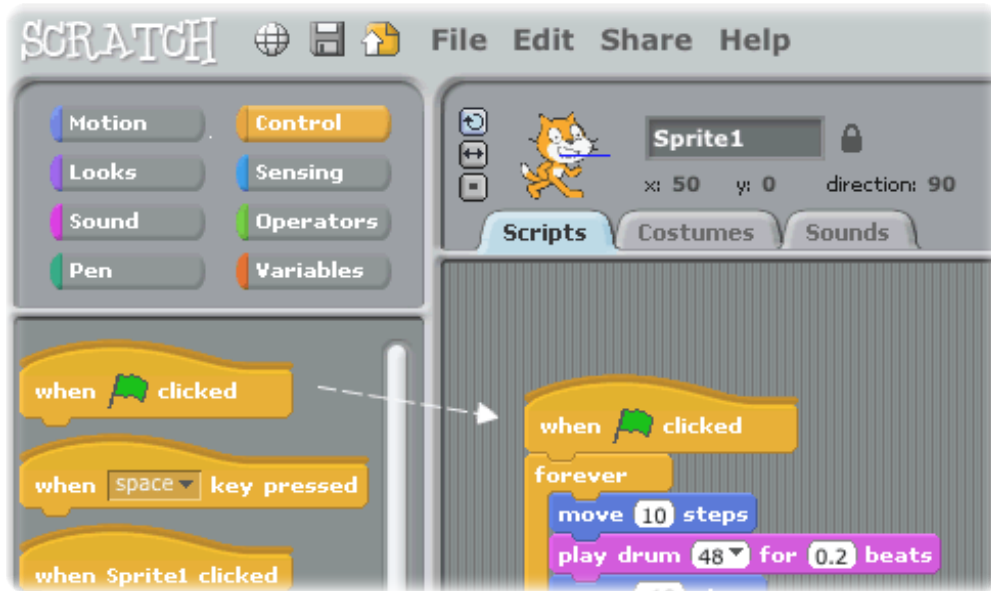 SCRATCH File Edit Share Help
Motion Control
Looks Sensing
Sound Operators
Pen Variables
Sprite1
x: 50 y: 0 direction: 90
Scripts Costumes Sounds
when clicked
when space key pressed
when Sprite1 clicked
when clicked
forever
move 10 steps
play drum 48 for 0.2 beats